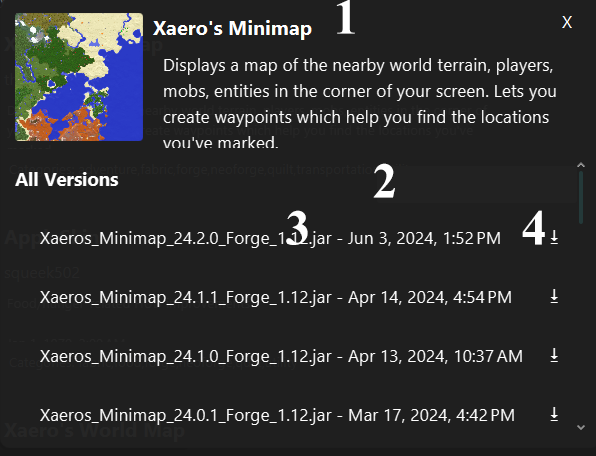 1
X
Xaero's Minimap
Displays a map of the nearby world terrain, players,
mobs, entities in the corner of your screen. Lets you
create waypoints which help you find the locations
you've marked.
All Versions
2
3
4
Xaeros_Minimap_24.2.0_Forge_1.12.jar - Jun 3, 2024, 1:52 PM
Xaeros_Minimap_24.1.1_Forge_1.12.jar - Apr 14, 2024, 4:54 PM
Xaeros_Minimap_24.1.0_Forge_1.12.jar - Apr 13, 2024, 10:37 AM
Xaeros_Minimap_24.0.1_Forge_1.12.jar - Mar 17, 2024, 4:42 PM
Xaero's World Map